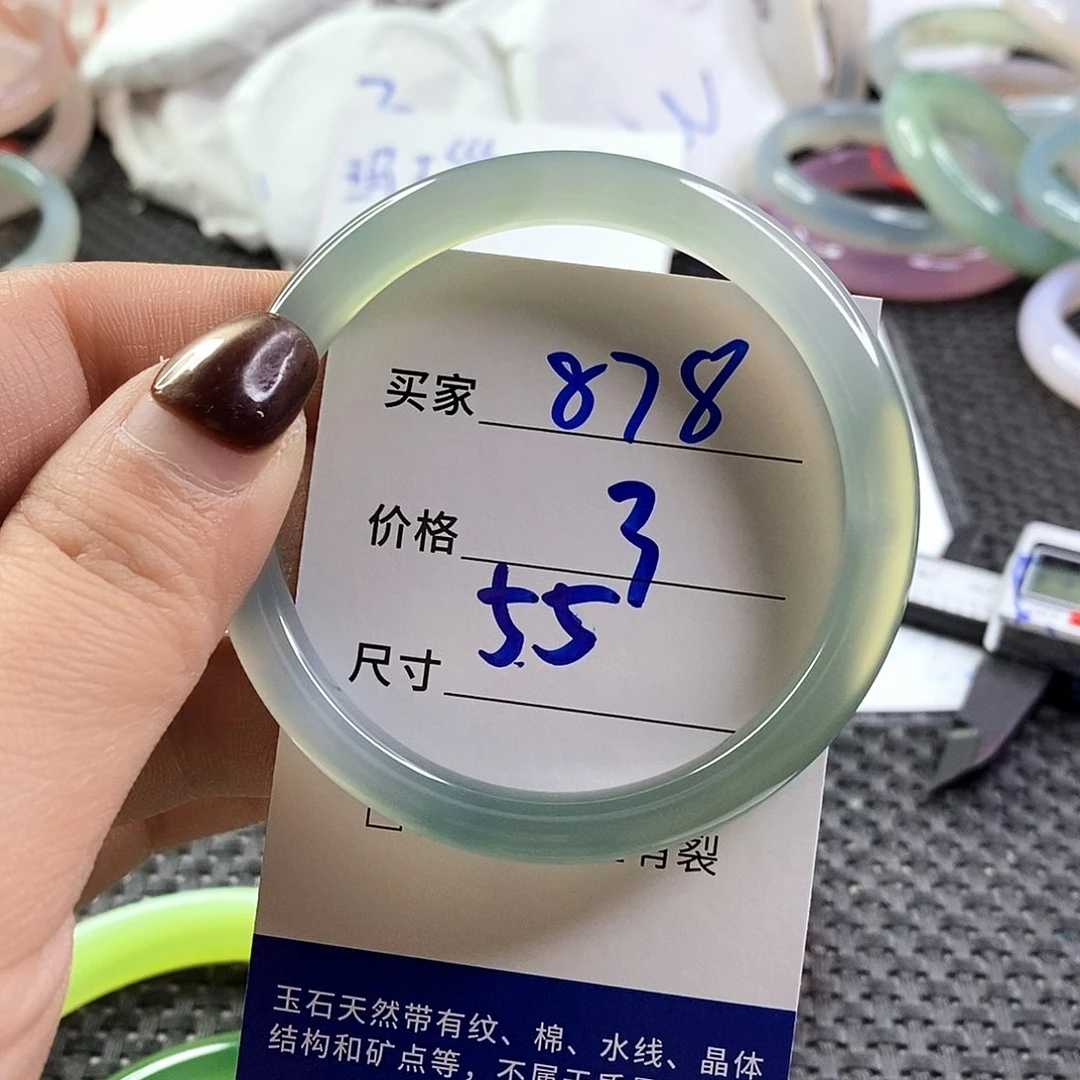 买家 878
价格 3
尺寸 55
有裂
玉石天然带有纹、棉、水线、晶体
结构和矿点等，不属于质